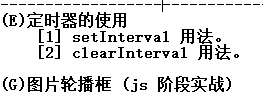 (E)定时器的使用
[1] setInterval 用法。
[2] clearInterval 用法。
(G)图片轮播框 (js 阶段实战)